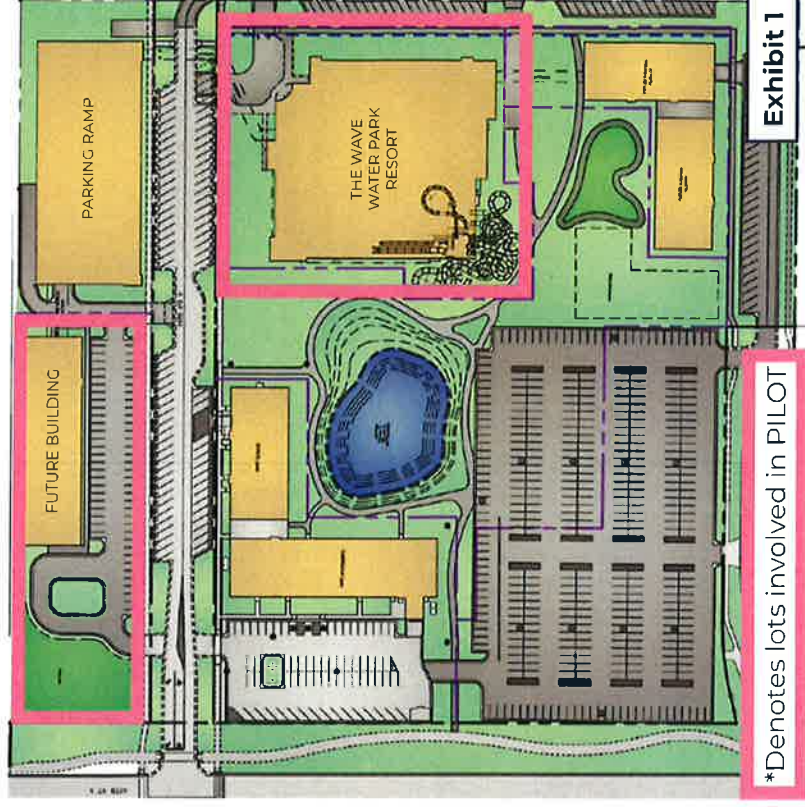 PARKING RAMP
THE WAVE
WATER PARK
RESORT
FUTURE BUILDING
Exhibit 1
*Denotes lots involved in PILOT